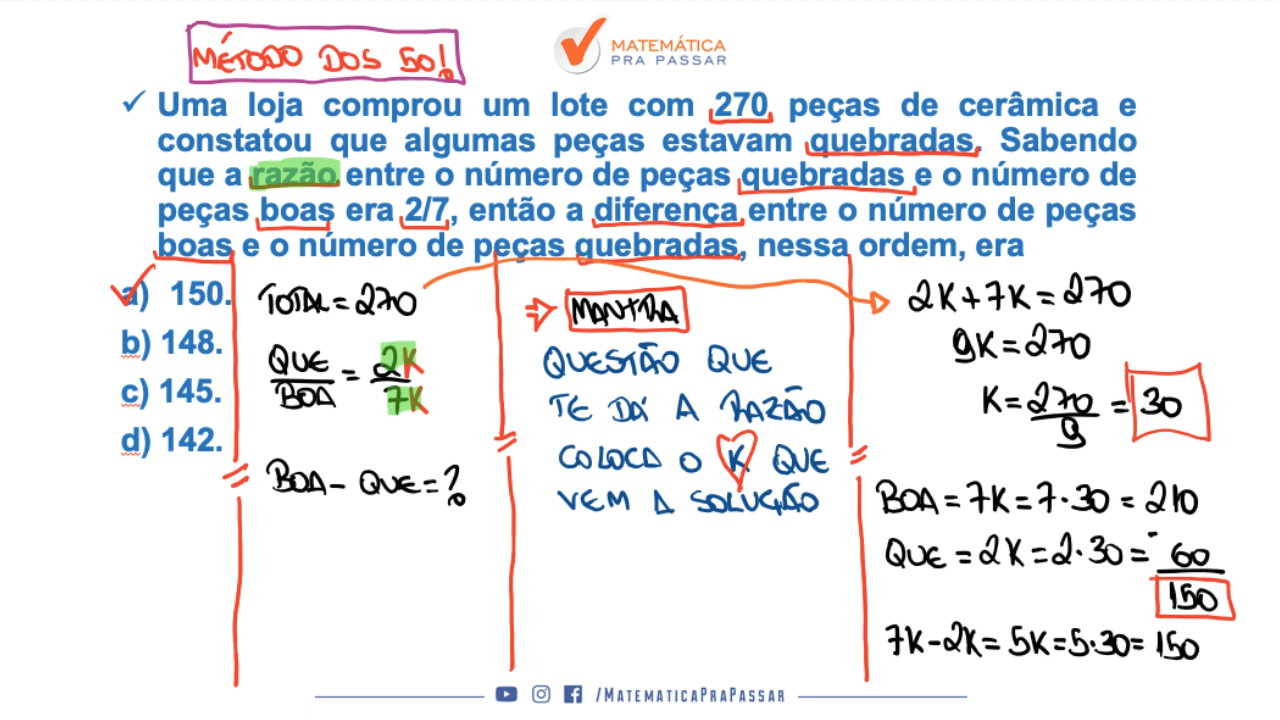 MÉTODO DOS 50!
MATEMÁTICA
PRA PASSAR
✓ Uma loja comprou um lote com 270 peças de cerâmica e
constatou que algumas peças estavam quebradas. Sabendo
que a razão entre o número de peças quebradas e o número de
peças boas era 2/7, então a diferença entre o número de peças
boas e o número de peças quebradas, nessa ordem, era
a) 150.
b) 148.
c) 145.
d) 142.
TOTAL = 270
QUE/BOA = 2K/7K
BOA - QUE = ?
⇒ MANTRA
QUESTÃO QUE
TE DÁ A RAZÃO
COLOCA O K QUE
VEM A SOLUÇÃO
2K + 7K = 270
9K = 270
K = 270/9 = 30
BOA = 7K = 7·30 = 210
QUE = 2K = 2·30 = - 60
150
7K - 2K = 5K = 5·30 = 150
/MATEMATICAPRAPASSAR